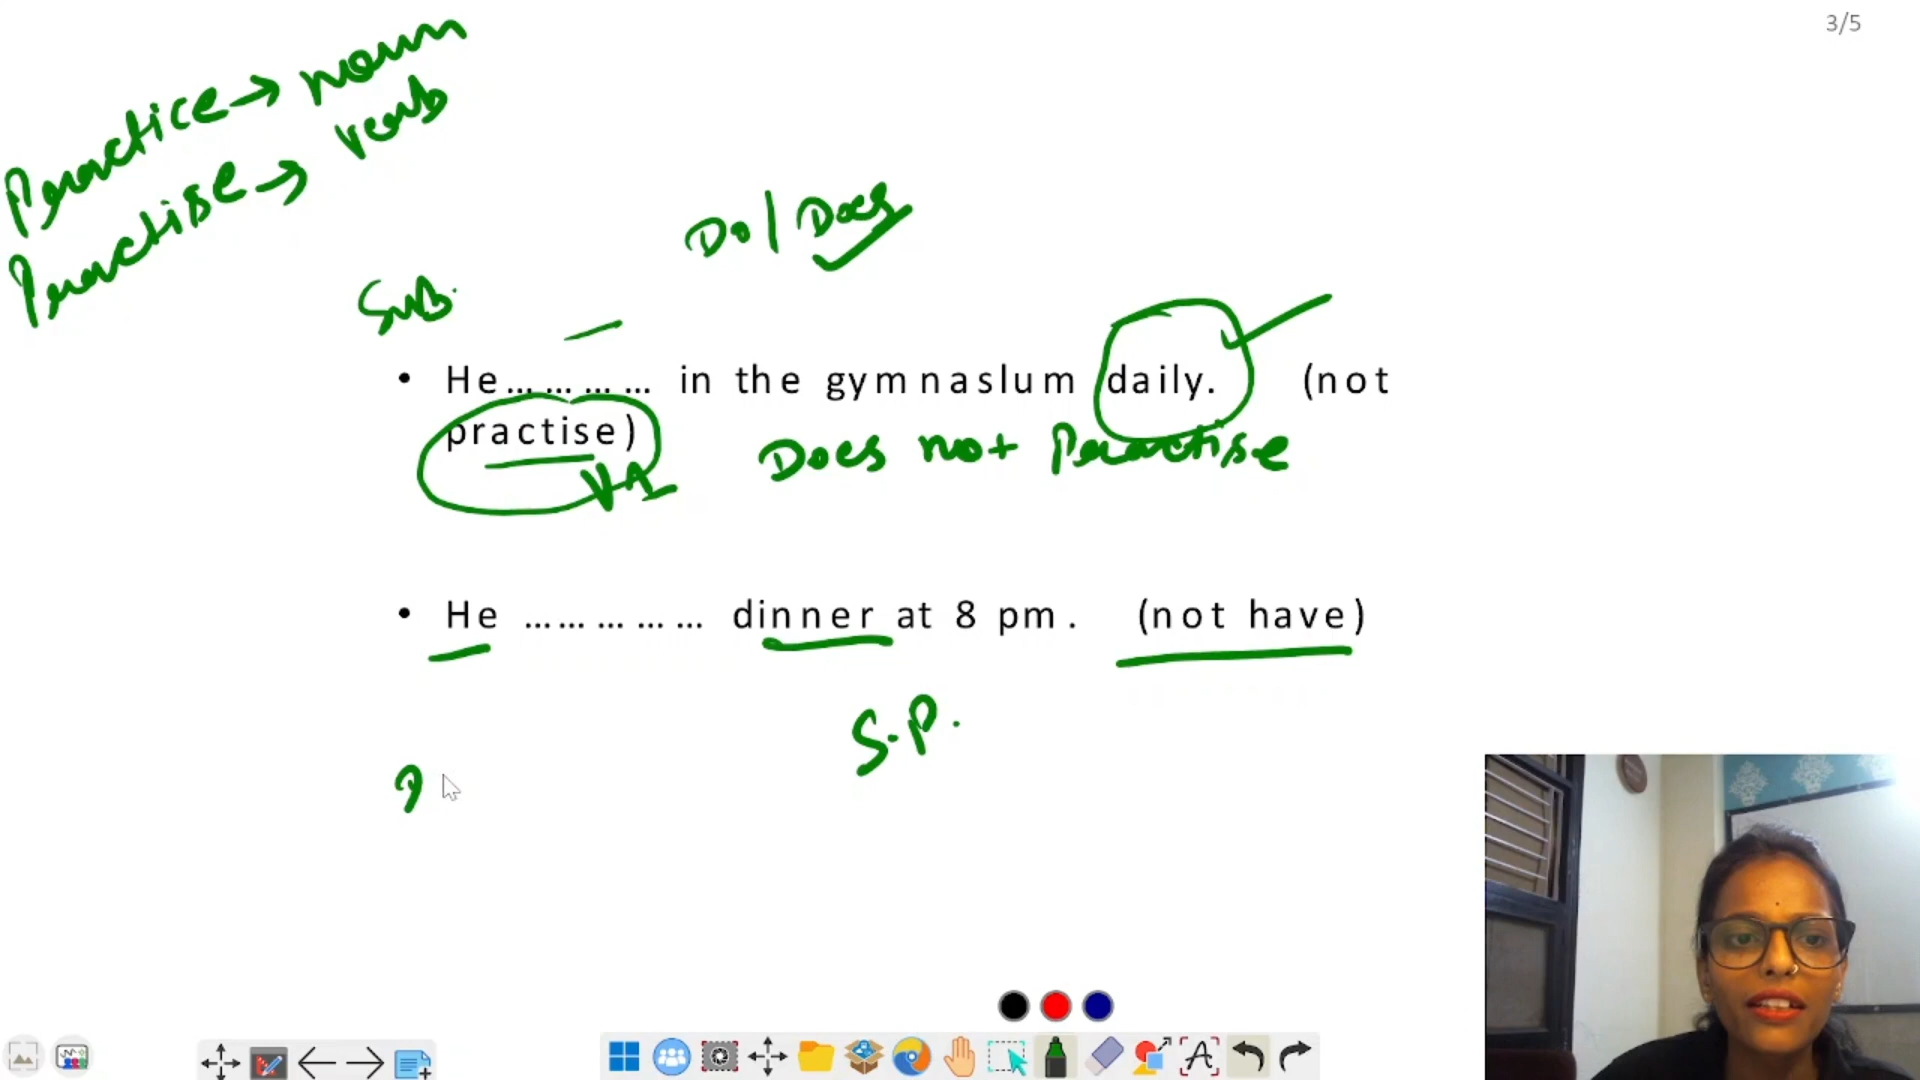 3/5
Practice → noun
Practise → verb
Do/Does
Sub.
• He… … … … in the gymnaslum daily. (not
practise)
V1
Does not Practise
• He …… … … … dinner at 8 pm. (not have)
S.P.